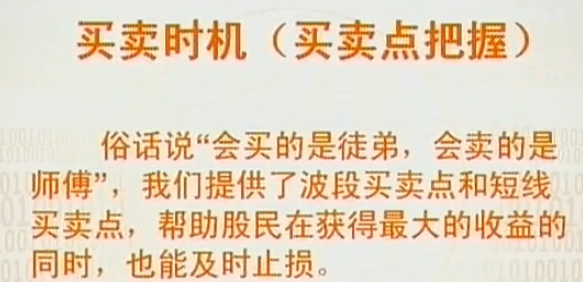 买卖时机（买卖点把握）
俗话说“会买的是徒弟，会卖的是
师傅”，我们提供了波段买卖点和短线
买卖点，帮助股民在获得最大的收益的
同时，也能及时止损。